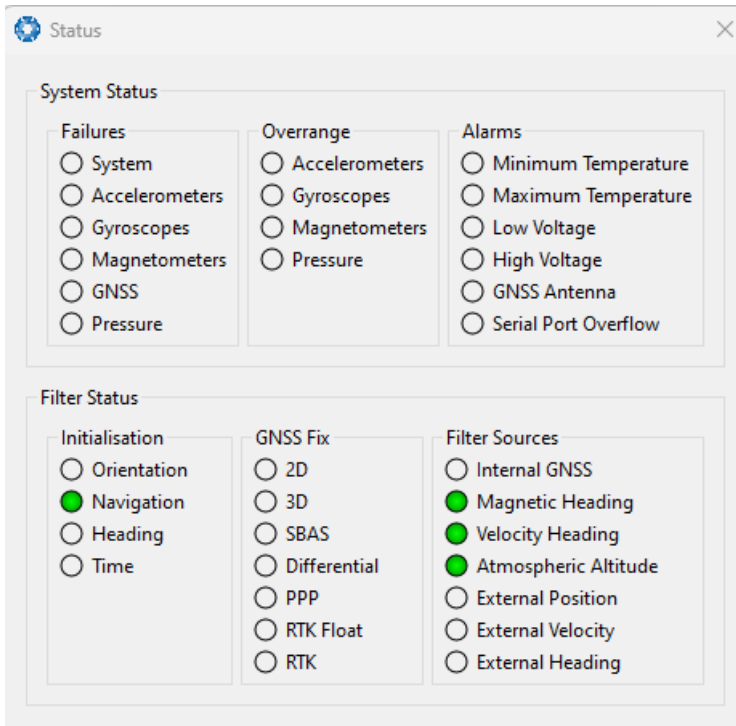 Status
System Status
Failures
System
Accelerometers
Gyroscopes
Magnetometers
GNSS
Pressure
Overrange
Accelerometers
Gyroscopes
Magnetometers
Pressure
Alarms
Minimum Temperature
Maximum Temperature
Low Voltage
High Voltage
GNSS Antenna
Serial Port Overflow
Filter Status
Initialisation
Orientation
Navigation
Heading
Time
GNSS Fix
2D
3D
SBAS
Differential
PPP
RTK Float
RTK
Filter Sources
Internal GNSS
Magnetic Heading
Velocity Heading
Atmospheric Altitude
External Position
External Velocity
External Heading